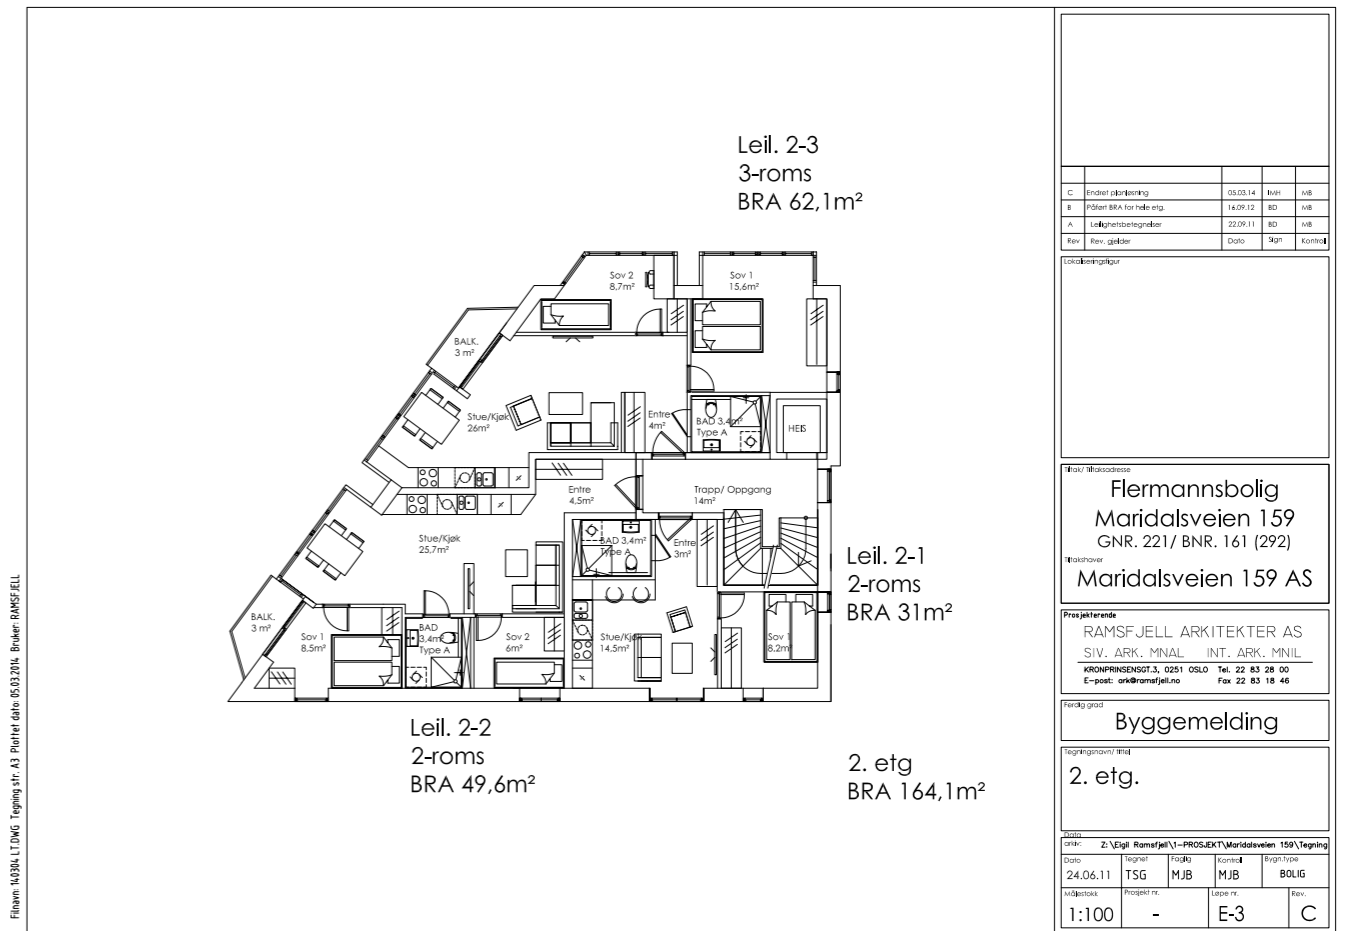 Leil. 2-3
3-roms
BRA 62,1m²
Sov 2
8,7m²
Sov 1
15,6m²
BALK.
3 m²
Stue/Kjøk
26m²
Entre
4m²
BAD 3,4m²
Type A
HEIS
Entre
4,5m²
Trapp/ Oppgang
14m²
Stue/Kjøk
25,7m²
BAD 3,4m²
Type A
Entre
3m²
Leil. 2-1
2-roms
BRA 31m²
BALK.
3 m²
Sov 1
8,5m²
BAD
3,4m²
Type A
Sov 2
6m²
Stue/Kjøk
14,5m²
Sov 1
8,2m²
Leil. 2-2
2-roms
BRA 49,6m²
2. etg
BRA 164,1m²
Filnavn: 140304 LT.DWG Tegning str. A3 Plottet dato: 05.03.2014 Bruker: RAMSFJELL
C Endret planløsning 05.03.14 IMH MB
B Påført BRA for hele etg. 16.09.12 BD MB
A Leilighetsbetegnelser 22.09.11 BD MB
Rev Rev. gjelder Dato Sign Kontroll
Lokaliseringsfigur
Tiltak/ Tiltaksadresse
Flermannsbolig
Maridalsveien 159
GNR. 221/ BNR. 161 (292)
Tiltakshaver
Maridalsveien 159 AS
Prosjekterende
RAMSFJELL ARKITEKTER AS
SIV. ARK. MNAL INT. ARK. MNIL
KRONPRINSENSGT.3, 0251 OSLO Tel. 22 83 28 00
E-post: ark@ramsfjell.no Fax 22 83 18 46
Ferdig grad
Byggemelding
Tegningsnavn/ tittel
2. etg.
Data
arkiv: Z:\Eigil Ramsfjell\1-PROSJEKT\Maridalsveien 159\Tegning
Dato Tegnet Faglig Kontroll Bygn.type
24.06.11 TSG MJB MJB BOLIG
Målestokk Prosjekt nr. Løpe nr. Rev.
1:100 - E-3 C